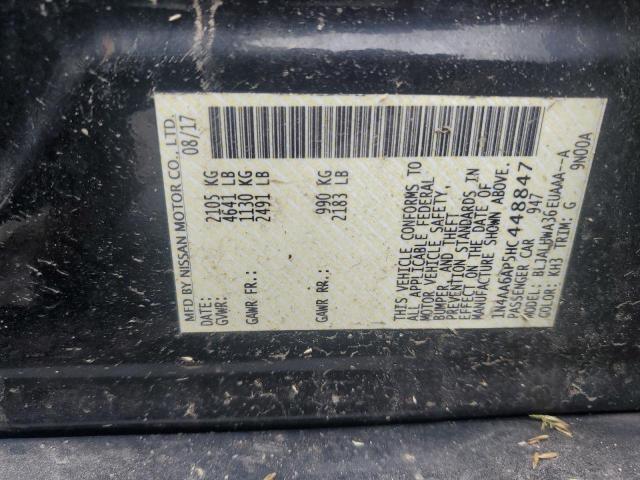 MFD BY NISSAN MOTOR CO., LTD.
DATE: 08/17
GVWR: 2105 KG
4641 LB
GAWR FR.: 1130 KG
2491 LB
GAWR RR.: 990 KG
2183 LB
THIS VEHICLE CONFORMS TO
ALL APPLICABLE FEDERAL
MOTOR VEHICLE SAFETY,
BUMPER, AND THEFT
PREVENTION STANDARDS IN
EFFECT ON THE DATE OF
MANUFACTURE SHOWN ABOVE.
1N4AA6AP5HC448847
PASSENGER CAR 947
MODEL: BLJALHWA36EUAAA--A
COLOR: KH3 TRIM: G 9N00A